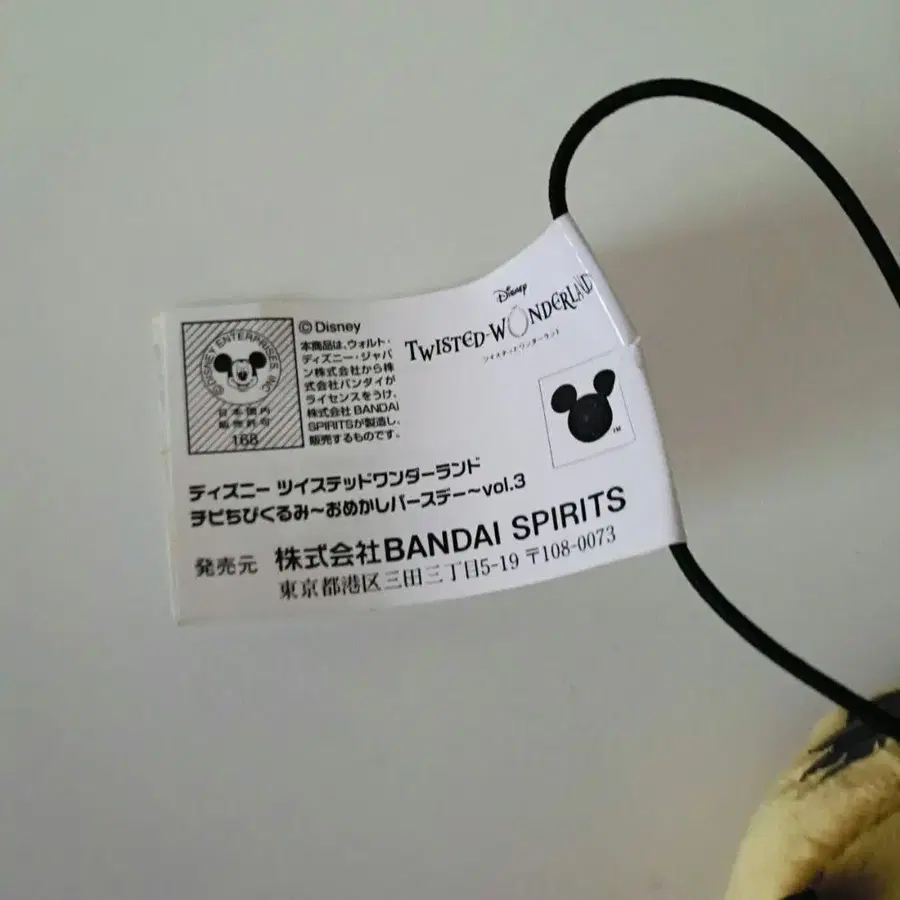 ©DISNEY ENTERPRISES, INC.
日本国内
販売許可
168
©Disney
本商品は、ウォルト・
ディズニー・ジャパ
ン株式会社から株
式会社バンダイが
ライセンスをうけ、
株式会社 BANDAI
SPIRITSが製造し、
販売するものです。
Disney
TWISTED-WONDERLAND
ツイステッドワンダーランド
TM
ディズニー ツイステッドワンダーランド
チビちびぐるみ〜おめかしバースデー〜vol.3
発売元 株式会社BANDAI SPIRITS
東京都港区三田三丁目5-19 〒108-0073